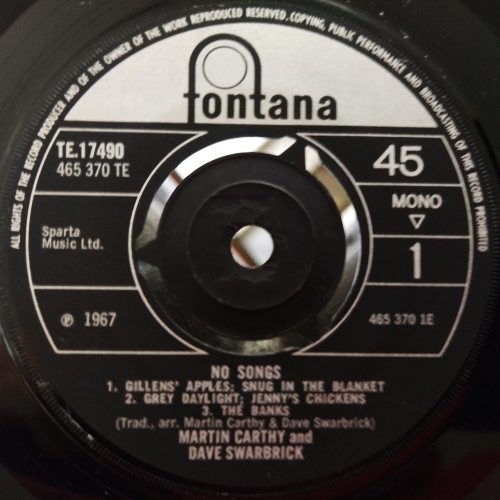 ALL RIGHTS OF THE RECORD PRODUCER AND OF THE OWNER OF THE WORK REPRODUCED RESERVED. COPYING, PUBLIC PERFORMANCE AND BROADCASTING OF THIS RECORD PROHIBITED
fontana
TE.17490
465 370 TE
45
MONO
Sparta
Music Ltd.
1
℗ 1967
465 370 1E
NO SONGS
1. GILLENS' APPLES; SNUG IN THE BLANKET
2. GREY DAYLIGHT; JENNY'S CHICKENS
3. THE BANKS
(Trad., arr. Martin Carthy & Dave Swarbrick)
MARTIN CARTHY and
DAVE SWARBRICK